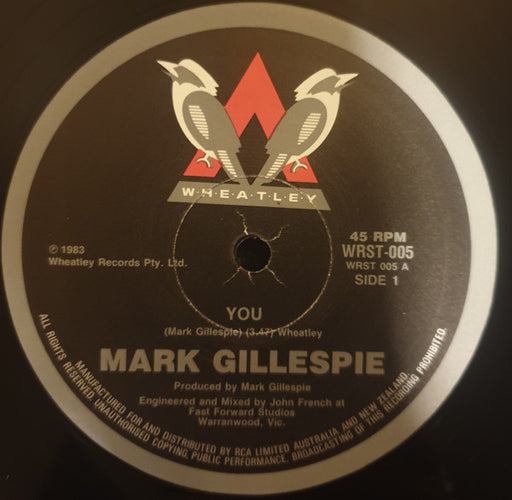 W·H·E·A·T·L·E·Y
℗ 1983
Wheatley Records Pty. Ltd.
45 RPM
WRST-005
WRST 005 A
SIDE 1
YOU
(Mark Gillespie) (3.47) Wheatley
MARK GILLESPIE
Produced by Mark Gillespie
Engineered and Mixed by John French at
Fast Forward Studios
Warranwood, Vic.
MANUFACTURED FOR AND DISTRIBUTED BY RCA LIMITED AUSTRALIA AND NEW ZEALAND.
ALL RIGHTS RESERVED. UNAUTHORISED COPYING, PUBLIC PERFORMANCE, BROADCASTING OF THIS RECORDING PROHIBITED.